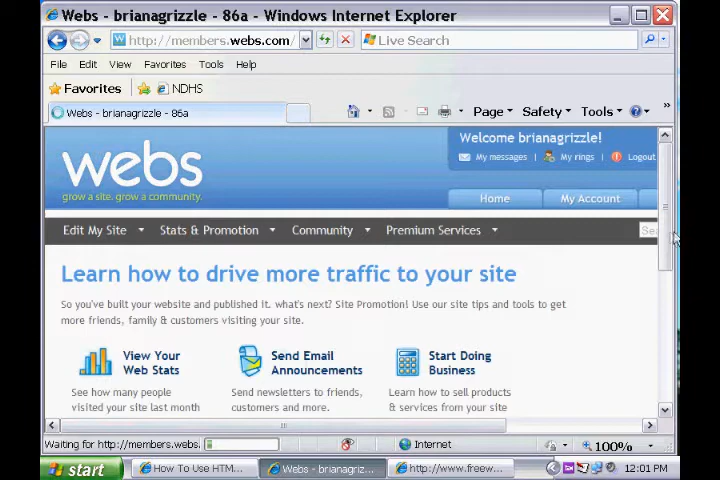 Webs - brianagrizzle - 86a - Windows Internet Explorer
http://members.webs.com/
Live Search
File Edit View Favorites Tools Help
Favorites NDHS
Webs - brianagrizzle - 86a
Page Safety Tools »
Welcome brianagrizzle!
My messages | My rings | Logout
webs
grow a site. grow a community.
Home My Account
Edit My Site Stats & Promotion Community Premium Services Sea
Learn how to drive more traffic to your site
So you've built your website and published it. what's next? Site Promotion! Use our site tips and tools to get
more friends, family & customers visiting your site.
View Your
Web Stats
See how many people
visited your site last month
Send Email
Announcements
Send newsletters to friends,
customers and more.
Start Doing
Business
Learn how to sell products
& services from your site
Waiting for http://members.webs. Internet 100%
start How To Use HTM... Webs - brianagriz... http://www.freew... 12:01 PM